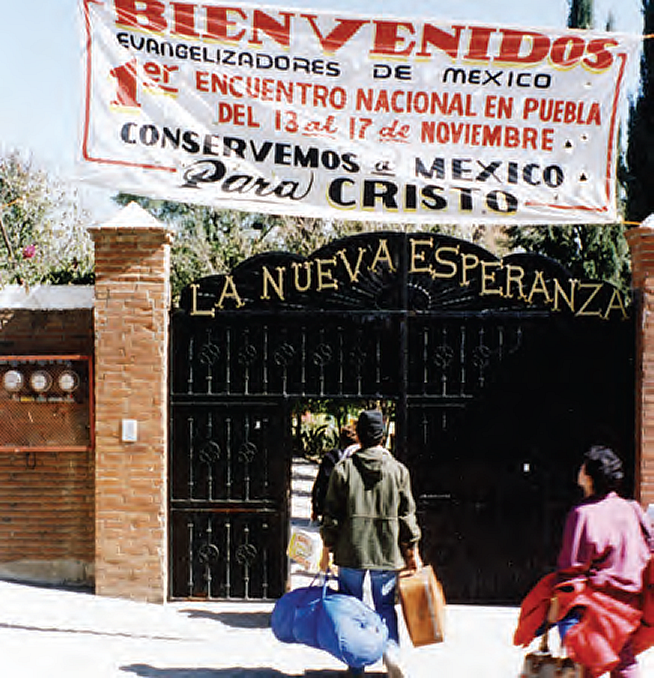 BIENVENIDOS
EVANGELIZADORES DE MEXICO
1er ENCUENTRO NACIONAL EN PUEBLA
DEL 13 al 17 de NOVIEMBRE
CONSERVEMOS a MEXICO
Para CRISTO
LA NUEVA ESPERANZA